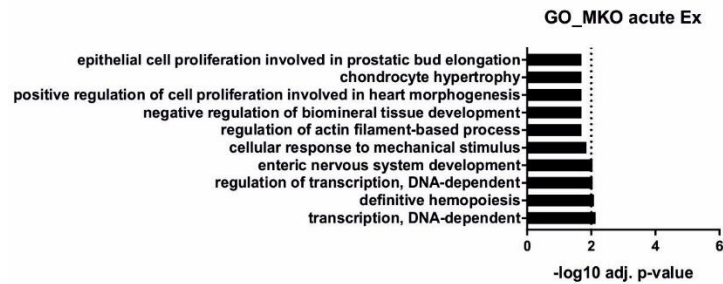 GO_MKO acute Ex
epithelial cell proliferation involved in prostatic bud elongation
chondrocyte hypertrophy
positive regulation of cell proliferation involved in heart morphogenesis
negative regulation of biomineral tissue development
regulation of actin filament-based process
cellular response to mechanical stimulus
enteric nervous system development
regulation of transcription, DNA-dependent
definitive hemopoiesis
transcription, DNA-dependent
0 2 4 6
-log10 adj. p-value